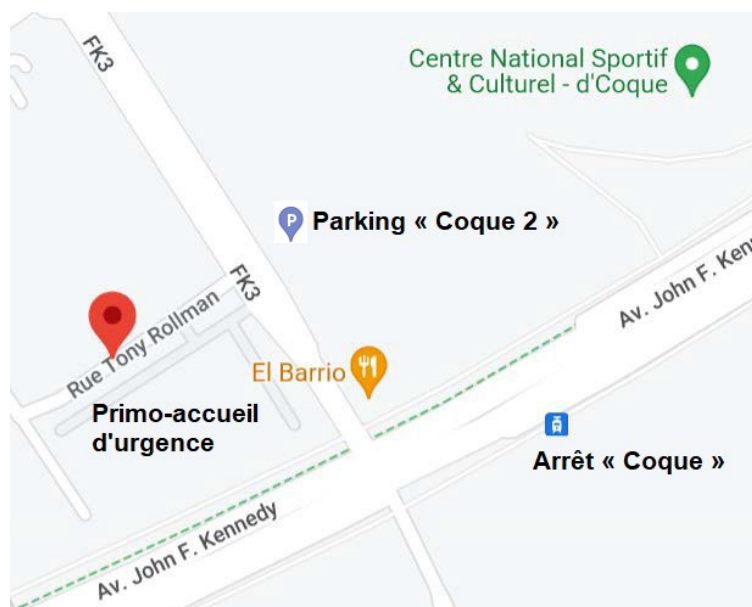 FK3
Centre National Sportif
& Culturel - d'Coque
P
Parking « Coque 2 »
FK3
Rue Tony Rollman
Av. John F. Kenn
El Barrio
Primo-accueil
d'urgence
Arrêt « Coque »
Av. John F. Kennedy